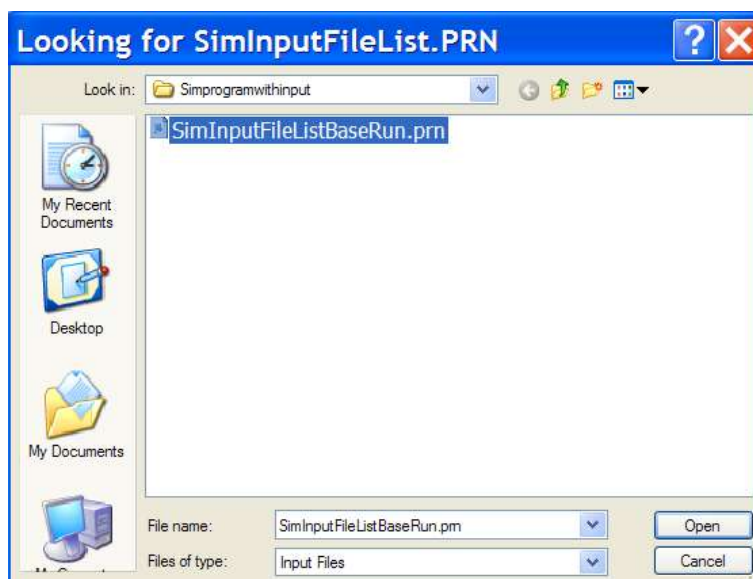 Looking for SimInputFileList.PRN
Look in:
Simprogramwithinput
SimInputFileListBaseRun.prn
My Recent
Documents
Desktop
My Documents
File name:
SimInputFileListBaseRun.prn
Open
Files of type:
Input Files
Cancel